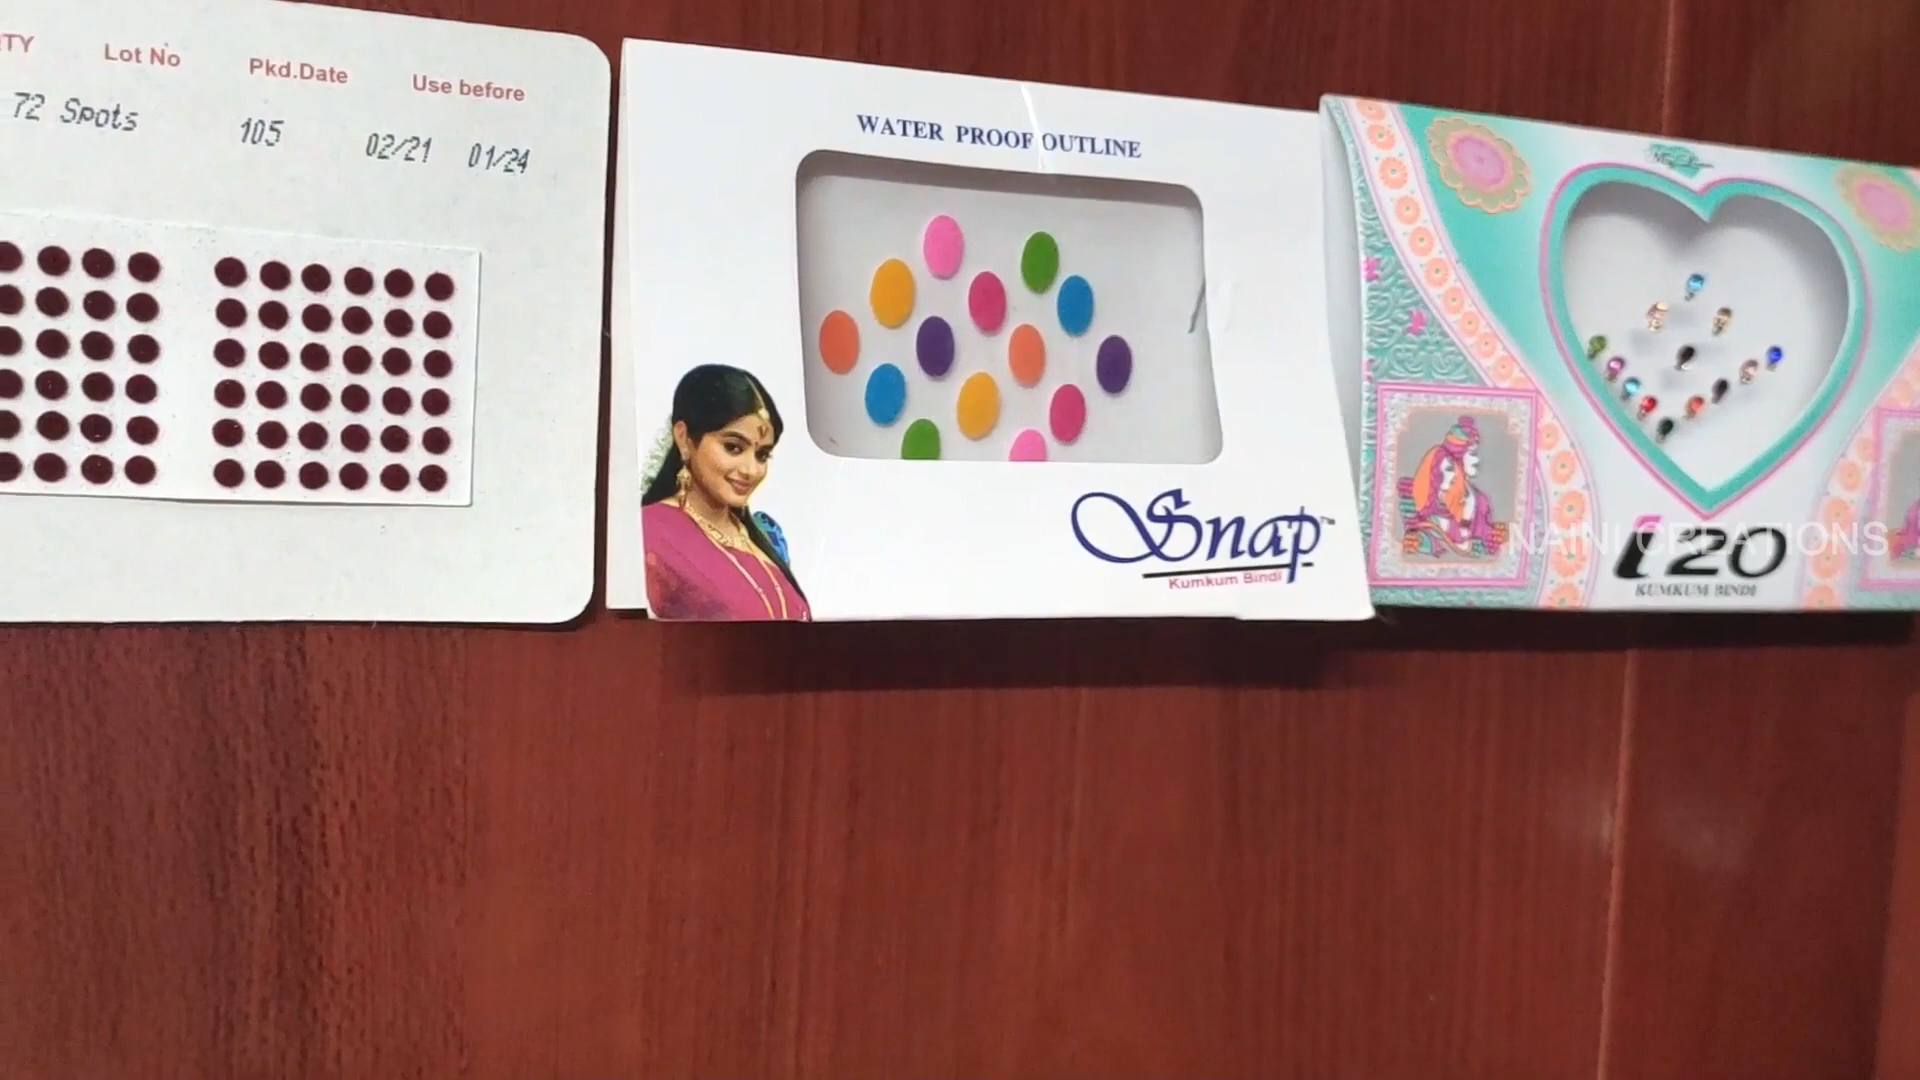 TY Lot No Pkd.Date Use before
72 Spots 105 02/21 01/24
WATER PROOF OUTLINE
Snap™
Kumkum Bindi
i20
KUMKUM BINDI
NAINI CREATIONS